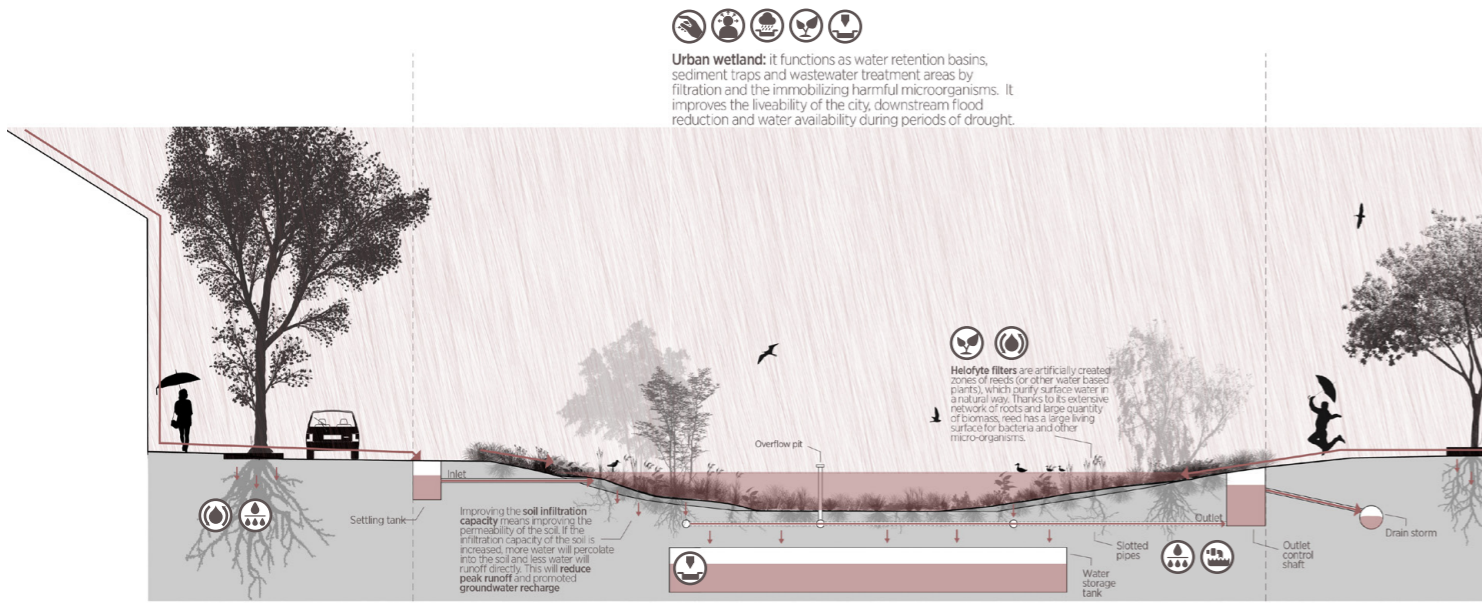 Urban wetland: it functions as water retention basins,
sediment traps and wastewater treatment areas by
filtration and the immobilizing harmful microorganisms. It
improves the liveability of the city, downstream flood
reduction and water availability during periods of drought.
Helofyte filters are artificially created
zones of reeds (or other water based
plants), which purify surface water in
a natural way. Thanks to its extensive
network of roots and large quantity
of biomass, reed has a large living
surface for bacteria and other
micro-organisms.
Overflow pit
Inlet
Settling tank
Improving the soil infiltration
capacity means improving the
permeability of the soil. If the
infiltration capacity of the soil is
increased, more water will percolate
into the soil and less water will
runoff directly. This will reduce
peak runoff and promoted
groundwater recharge
Outlet
Slotted
pipes
Water
storage
tank
Outlet
control
shaft
Drain storm